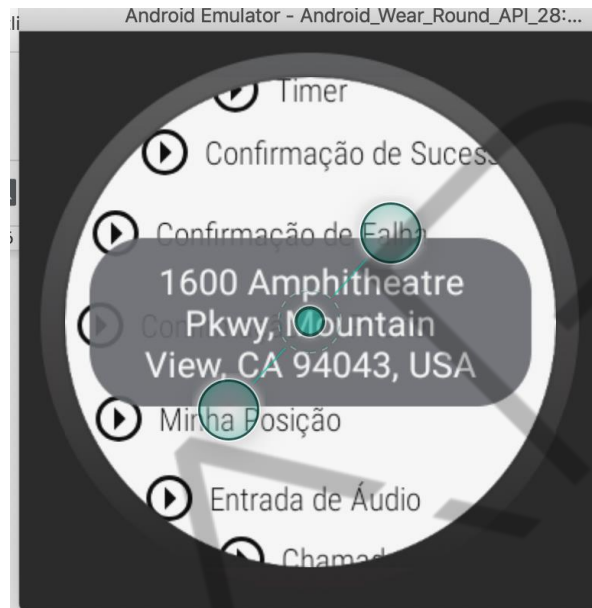 Android Emulator - Android_Wear_Round_API_28:...
Timer
Confirmação de Sucess
Confirmação de Falha
1600 Amphitheatre
Pkwy, Mountain
View, CA 94043, USA
Minha Posição
Entrada de Áudio
Chamad